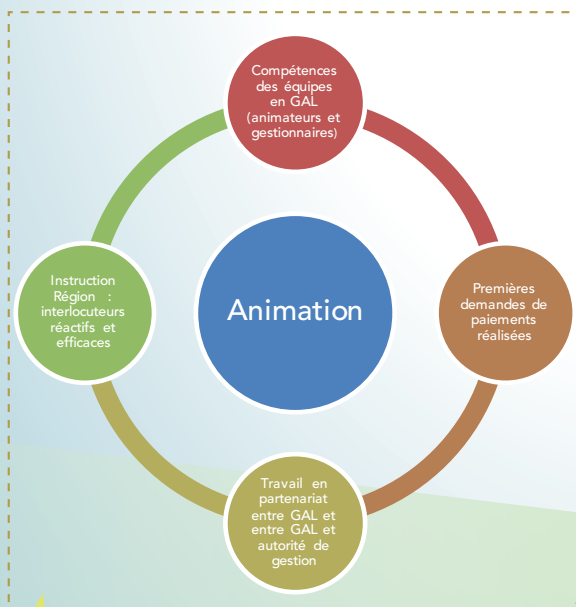 Compétences
des équipes
en GAL
(animateurs et
gestionnaires)
Instruction
Région :
interlocuteurs
réactifs et
efficaces
Animation
Premières
demandes de
paiements
réalisées
Travail en
partenariat
entre GAL et
entre GAL et
autorité de
gestion